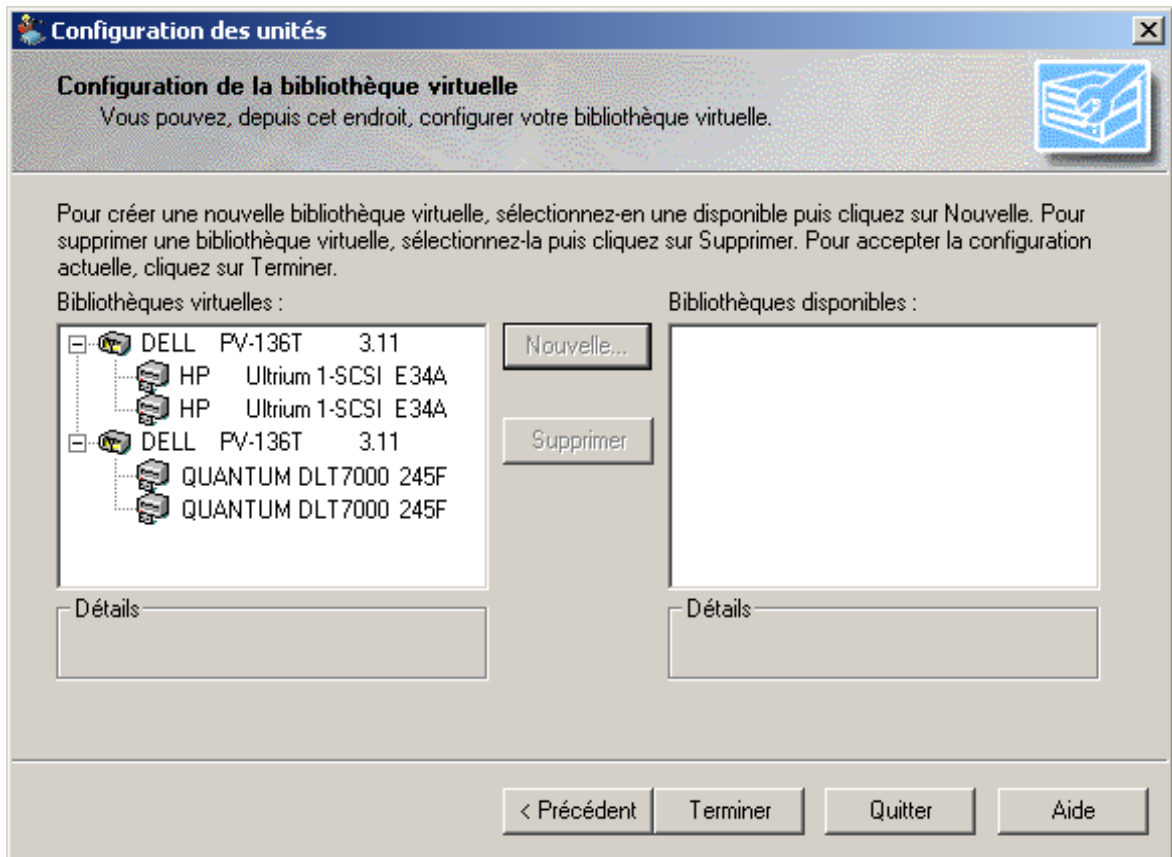 Configuration des unités
Configuration de la bibliothèque virtuelle
Vous pouvez, depuis cet endroit, configurer votre bibliothèque virtuelle.
Pour créer une nouvelle bibliothèque virtuelle, sélectionnez-en une disponible puis cliquez sur Nouvelle. Pour
supprimer une bibliothèque virtuelle, sélectionnez-la puis cliquez sur Supprimer. Pour accepter la configuration
actuelle, cliquez sur Terminer.
Bibliothèques virtuelles :
DELL PV-136T 3.11
HP Ultrium 1-SCSI E34A
HP Ultrium 1-SCSI E34A
DELL PV-136T 3.11
QUANTUM DLT7000 245F
QUANTUM DLT7000 245F
Nouvelle...
Supprimer
Bibliothèques disponibles :
Détails
Détails
< Précédent
Terminer
Quitter
Aide